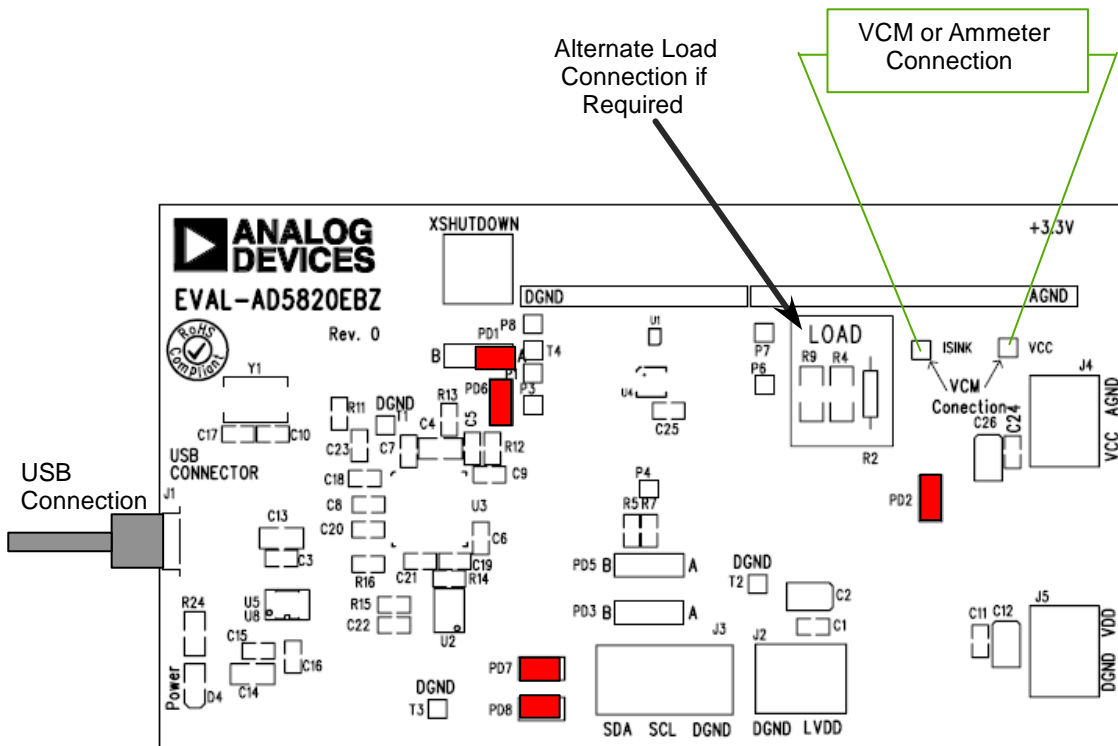 VCM or Ammeter
Connection
Alternate Load
Connection if
Required
ANALOG
DEVICES
XSHUTDOWN
+3.3V
EVAL-AD5820EBZ
DGND
AGND
RoHS
Compliant
Rev. 0
P8
PD1
B
A
T4
P1
P3
PD6
U1
U4
C25
P7
P6
LOAD
R9 R4
R2
ISINK
VCC
VCM
Conection
J4
VCC AGND
C26
C24
Y1
C17
C10
R11
DGND
T1
R13
C4
C5
C7
C23
R12
C9
USB
CONNECTOR
C18
C8
U3
P4
R5 R7
PD2
USB
Connection
J1
C13
C3
C20
C6
R16
C21
C19
R14
PD5 B A
DGND
T2
R24
U5
U8
R15
C22
U2
PD3 B A
C2
C1
J3
J2
C11
C12
J5
DGND VDD
C15
C16
C14
Power
D4
PD7
PD8
DGND
T3
SDA SCL DGND
DGND LVDD